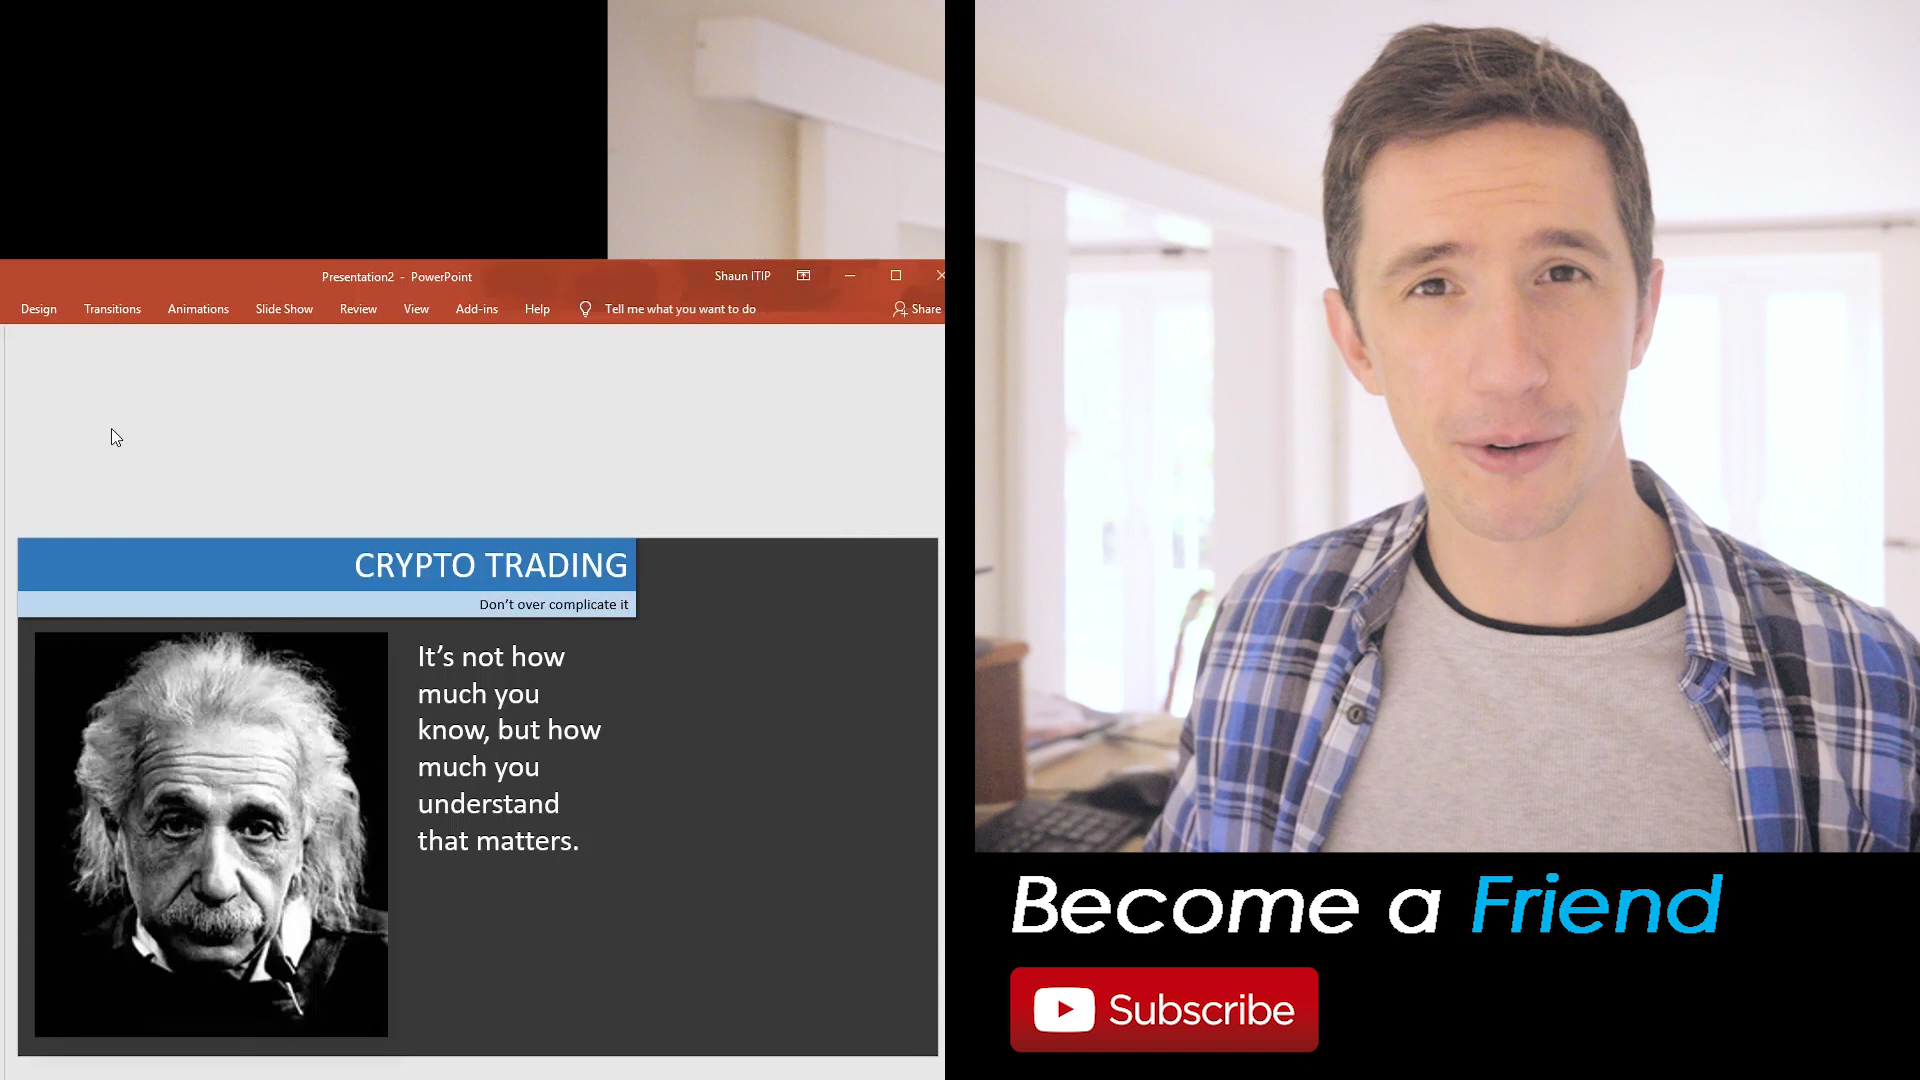 Presentation2 - PowerPoint
Shaun ITIP
Design Transitions Animations Slide Show Review View Add-ins Help Tell me what you want to do Share
CRYPTO TRADING
Don’t over complicate it
It’s not how
much you
know, but how
much you
understand
that matters.
Become a Friend
Subscribe